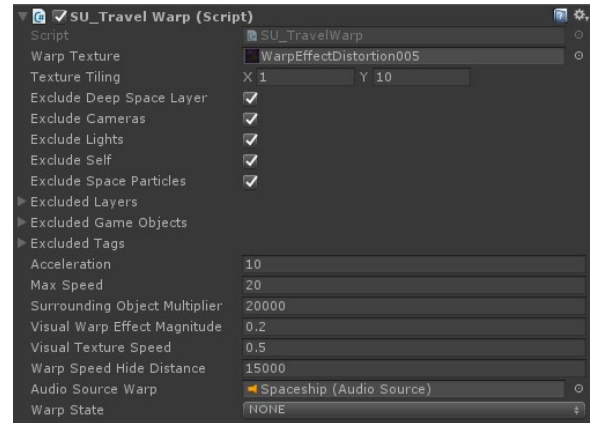 SU_Travel Warp (Script)
Script SU_TravelWarp
Warp Texture WarpEffectDistortion005
Texture Tiling X 1 Y 10
Exclude Deep Space Layer
Exclude Cameras
Exclude Lights
Exclude Self
Exclude Space Particles
Excluded Layers
Excluded Game Objects
Excluded Tags
Acceleration 10
Max Speed 20
Surrounding Object Multiplier 20000
Visual Warp Effect Magnitude 0.2
Visual Texture Speed 0.5
Warp Speed Hide Distance 15000
Audio Source Warp Spaceship (Audio Source)
Warp State NONE